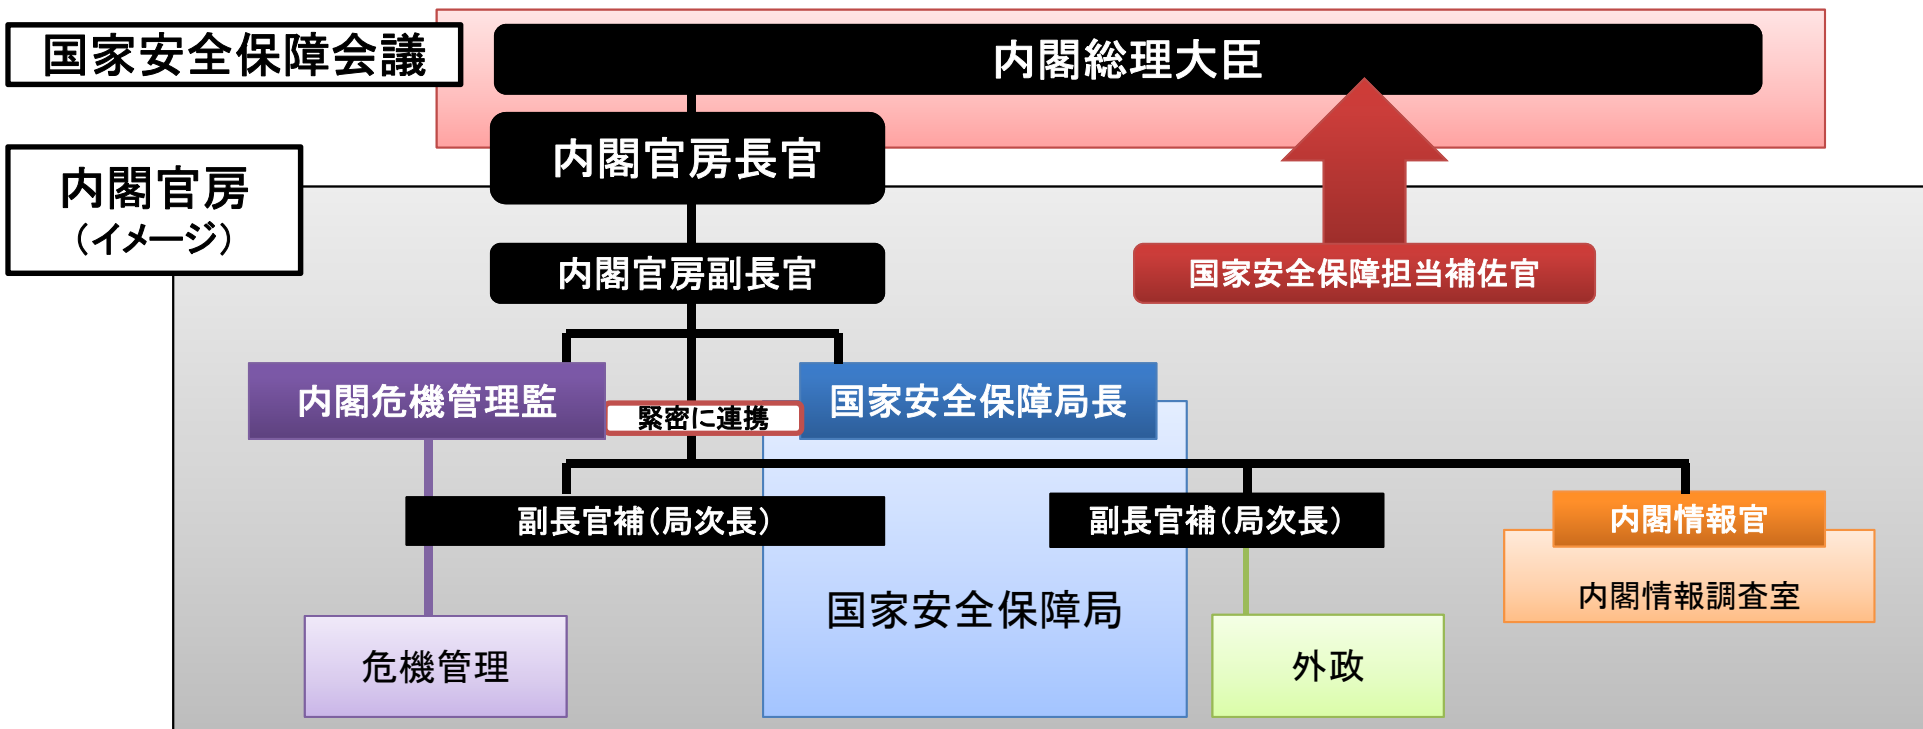 国家安全保障会議
内閣総理大臣
内閣官房長官
内閣官房
（イメージ）
内閣官房副長官
国家安全保障担当補佐官
内閣危機管理監
緊密に連携
国家安全保障局長
副長官補（局次長）
副長官補（局次長）
内閣情報官
内閣情報調査室
国家安全保障局
危機管理
外政